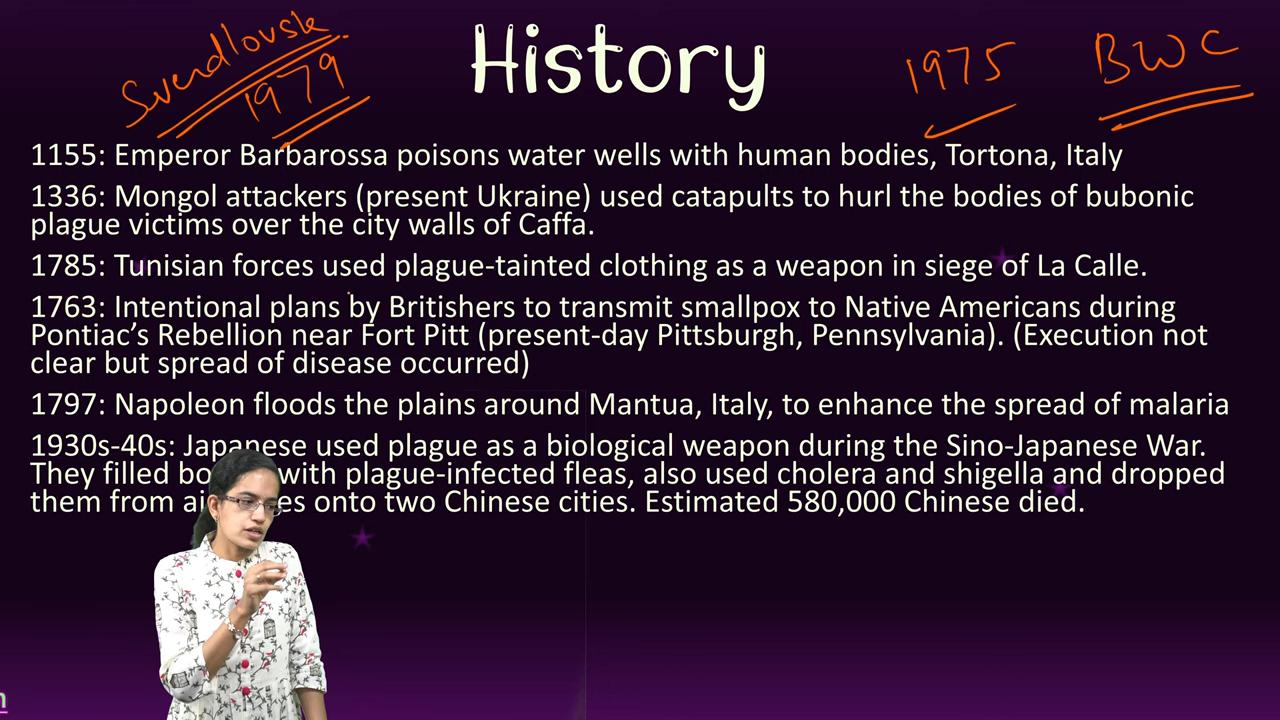 Sverdlovsk
1979
History
1975
BWC
1155: Emperor Barbarossa poisons water wells with human bodies, Tortona, Italy
1336: Mongol attackers (present Ukraine) used catapults to hurl the bodies of bubonic
plague victims over the city walls of Caffa.
1785: Tunisian forces used plague-tainted clothing as a weapon in siege of La Calle.
1763: Intentional plans by Britishers to transmit smallpox to Native Americans during
Pontiac’s Rebellion near Fort Pitt (present-day Pittsburgh, Pennsylvania). (Execution not
clear but spread of disease occurred)
1797: Napoleon floods the plains around Mantua, Italy, to enhance the spread of malaria
1930s-40s: Japanese used plague as a biological weapon during the Sino-Japanese War.
They filled with plague-infected fleas, also used cholera and shigella and dropped
them from onto two Chinese cities. Estimated 580,000 Chinese died.